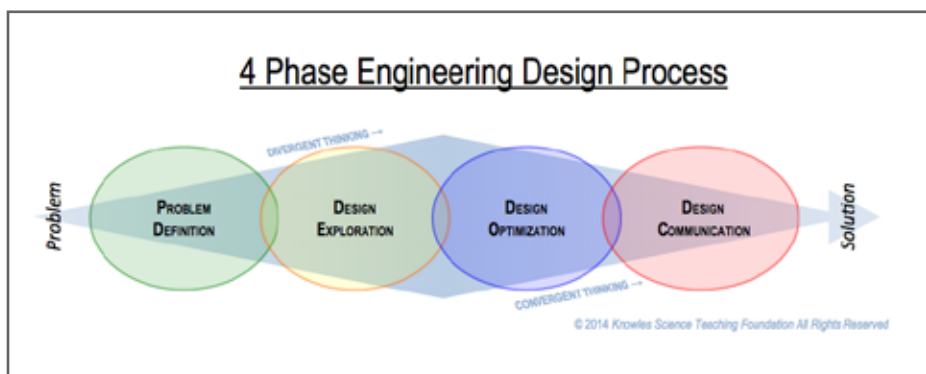 4 Phase Engineering Design Process
DIVERGENT THINKING →
Problem
PROBLEM
DEFINITION
DESIGN
EXPLORATION
DESIGN
OPTIMIZATION
DESIGN
COMMUNICATION
Solution
CONVERGENT THINKING →
© 2014 Knowles Science Teaching Foundation All Rights Reserved